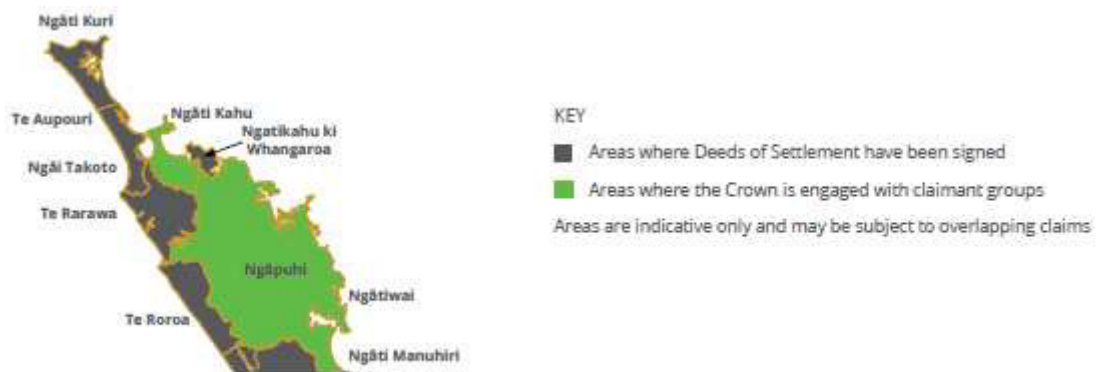 Ngāti Kuri
Te Aupouri
Ngāti Kahu
Ngatikahu ki
Whangaroa
Ngāi Takoto
Te Rarawa
Ngāpuhi
Ngātiwai
Te Roroa
Ngāti Manuhiri
KEY
Areas where Deeds of Settlement have been signed
Areas where the Crown is engaged with claimant groups
Areas are indicative only and may be subject to overlapping claims